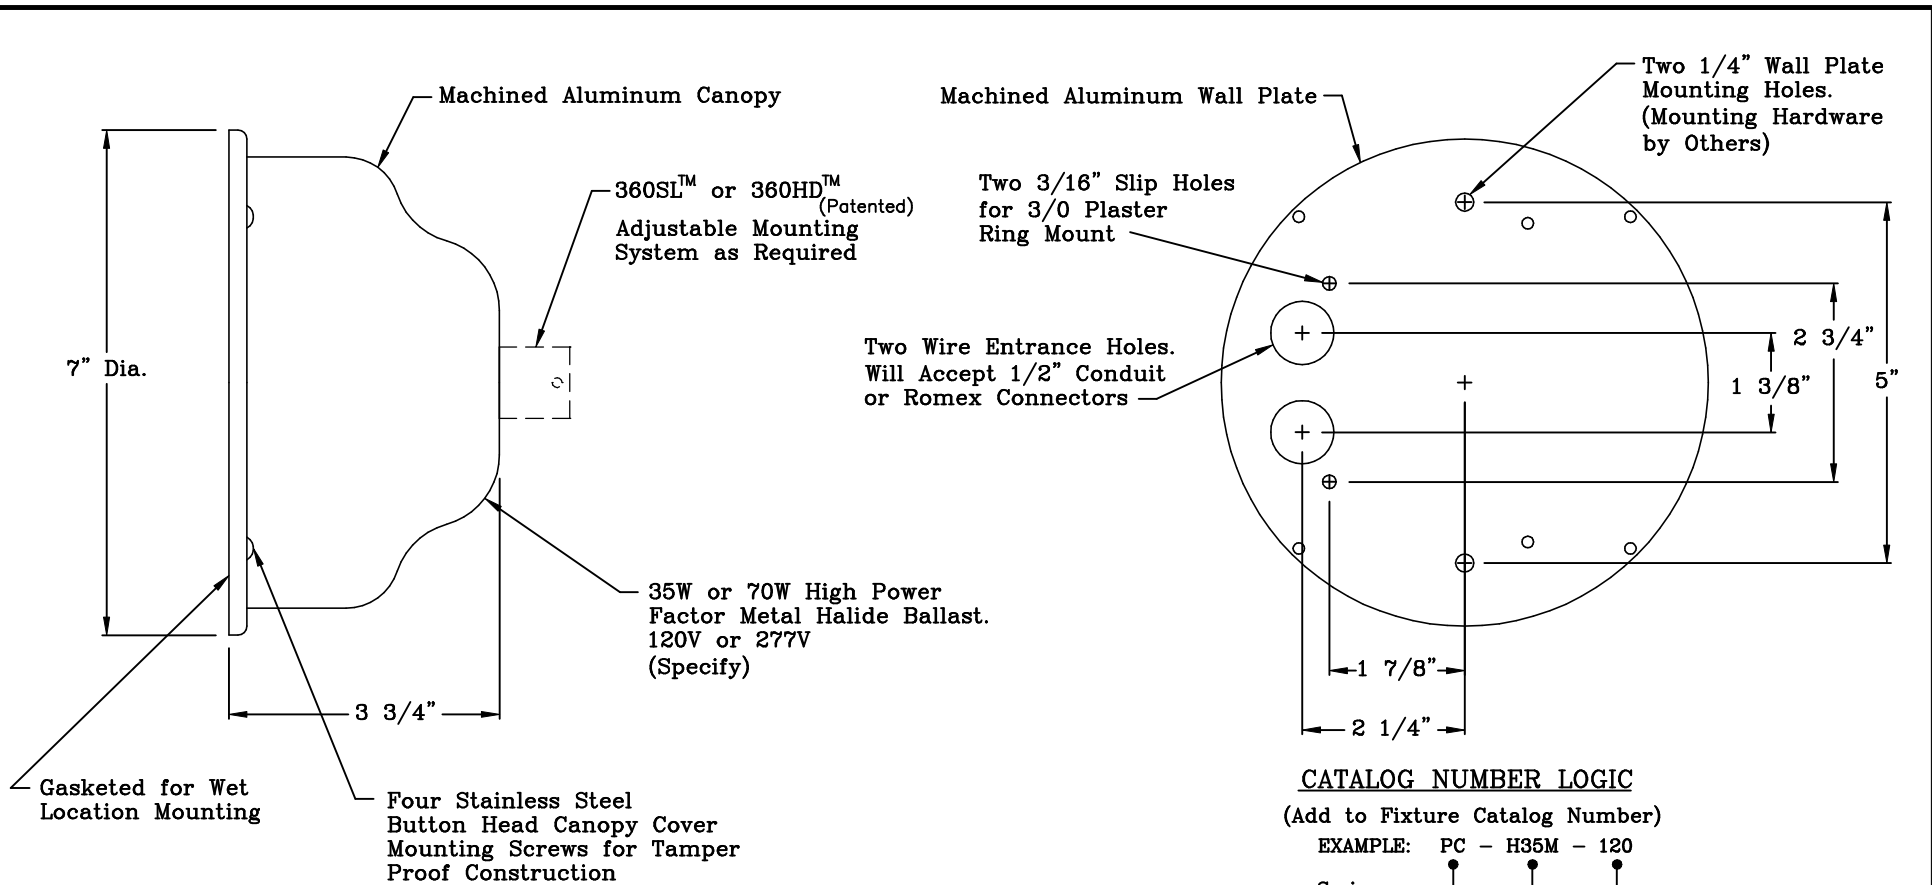 Machined Aluminum Canopy
360SL™ or 360HD™
(Patented)
Adjustable Mounting
System as Required
7” Dia.
35W or 70W High Power
Factor Metal Halide Ballast.
120V or 277V
(Specify)
3 3/4”
Gasketed for Wet
Location Mounting
Four Stainless Steel
Button Head Canopy Cover
Mounting Screws for Tamper
Proof Construction
Machined Aluminum Wall Plate
Two 1/4” Wall Plate
Mounting Holes.
(Mounting Hardware
by Others)
Two 3/16” Slip Holes
for 3/0 Plaster
Ring Mount
Two Wire Entrance Holes.
Will Accept 1/2” Conduit
or Romex Connectors
2 3/4”
1 3/8”
5”
1 7/8”
2 1/4”
CATALOG NUMBER LOGIC
(Add to Fixture Catalog Number)
EXAMPLE: PC - H35M - 120